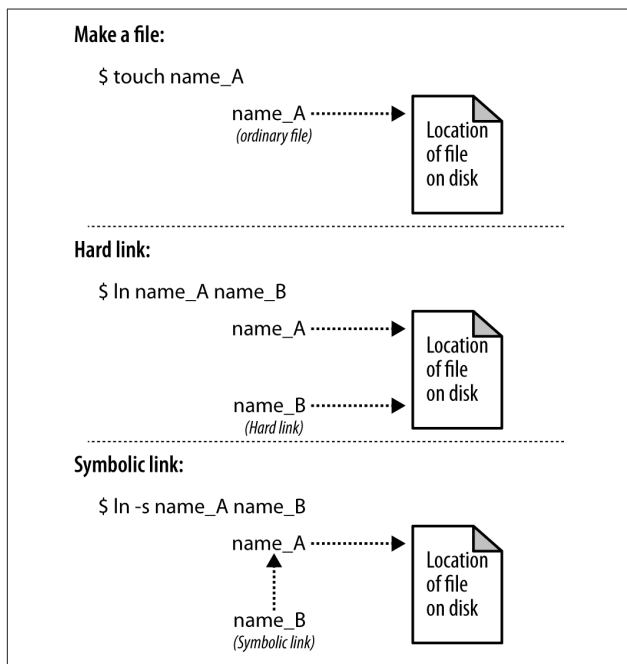 Make a file:
$ touch name_A
name_A
(ordinary file)
Location
of file
on disk
Hard link:
$ ln name_A name_B
name_A
name_B
(Hard link)
Location
of file
on disk
Symbolic link:
$ ln -s name_A name_B
name_A
name_B
(Symbolic link)
Location
of file
on disk